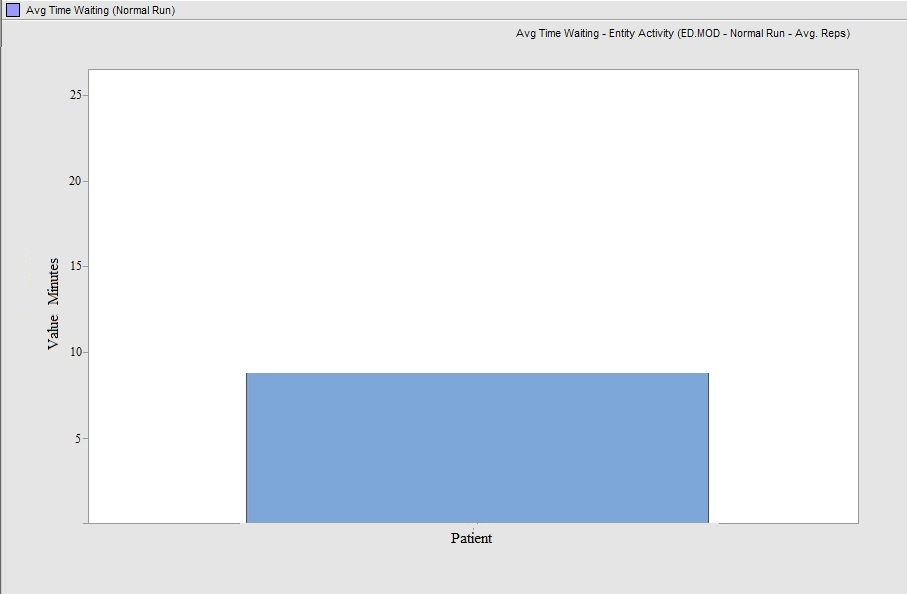 Avg Time Waiting (Normal Run)
Avg Time Waiting - Entity Activity (ED.MOD - Normal Run - Avg. Reps)
25
20
15
10
5
Value Minutes
Patient